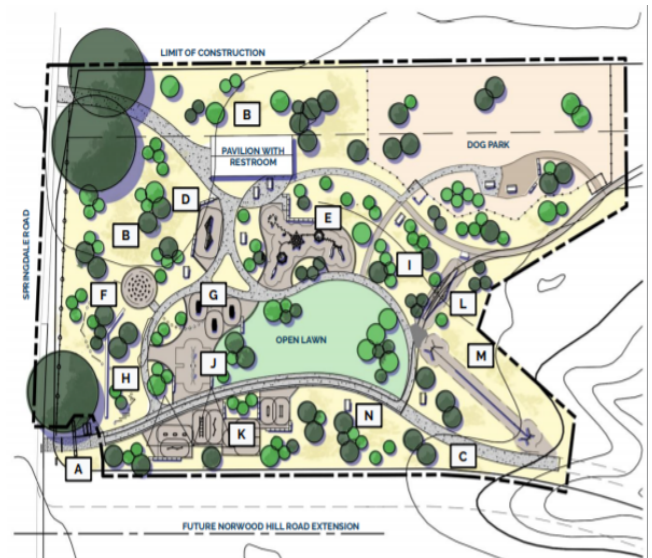 LIMIT OF CONSTRUCTION
B
PAVILION WITH
RESTROOM
DOG PARK
D
E
B
SPRINGDALE ROAD
I
F
G
L
OPEN LAWN
M
J
H
N
K
C
A
FUTURE NORWOOD HILL ROAD EXTENSION